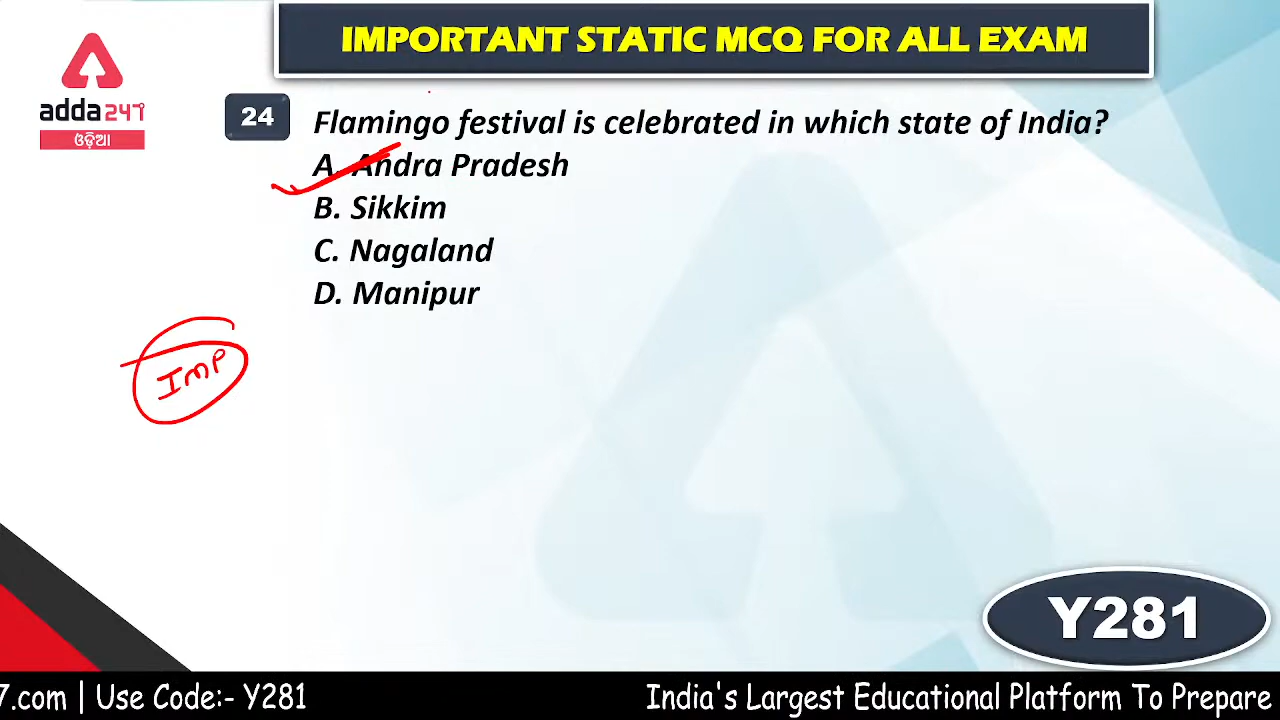 IMPORTANT STATIC MCQ FOR ALL EXAM
adda247
ଓଡ଼ିଆ
24
Flamingo festival is celebrated in which state of India?
A. Andra Pradesh
B. Sikkim
C. Nagaland
D. Manipur
IMP
Y281
7.com | Use Code:- Y281
India's Largest Educational Platform To Prepare